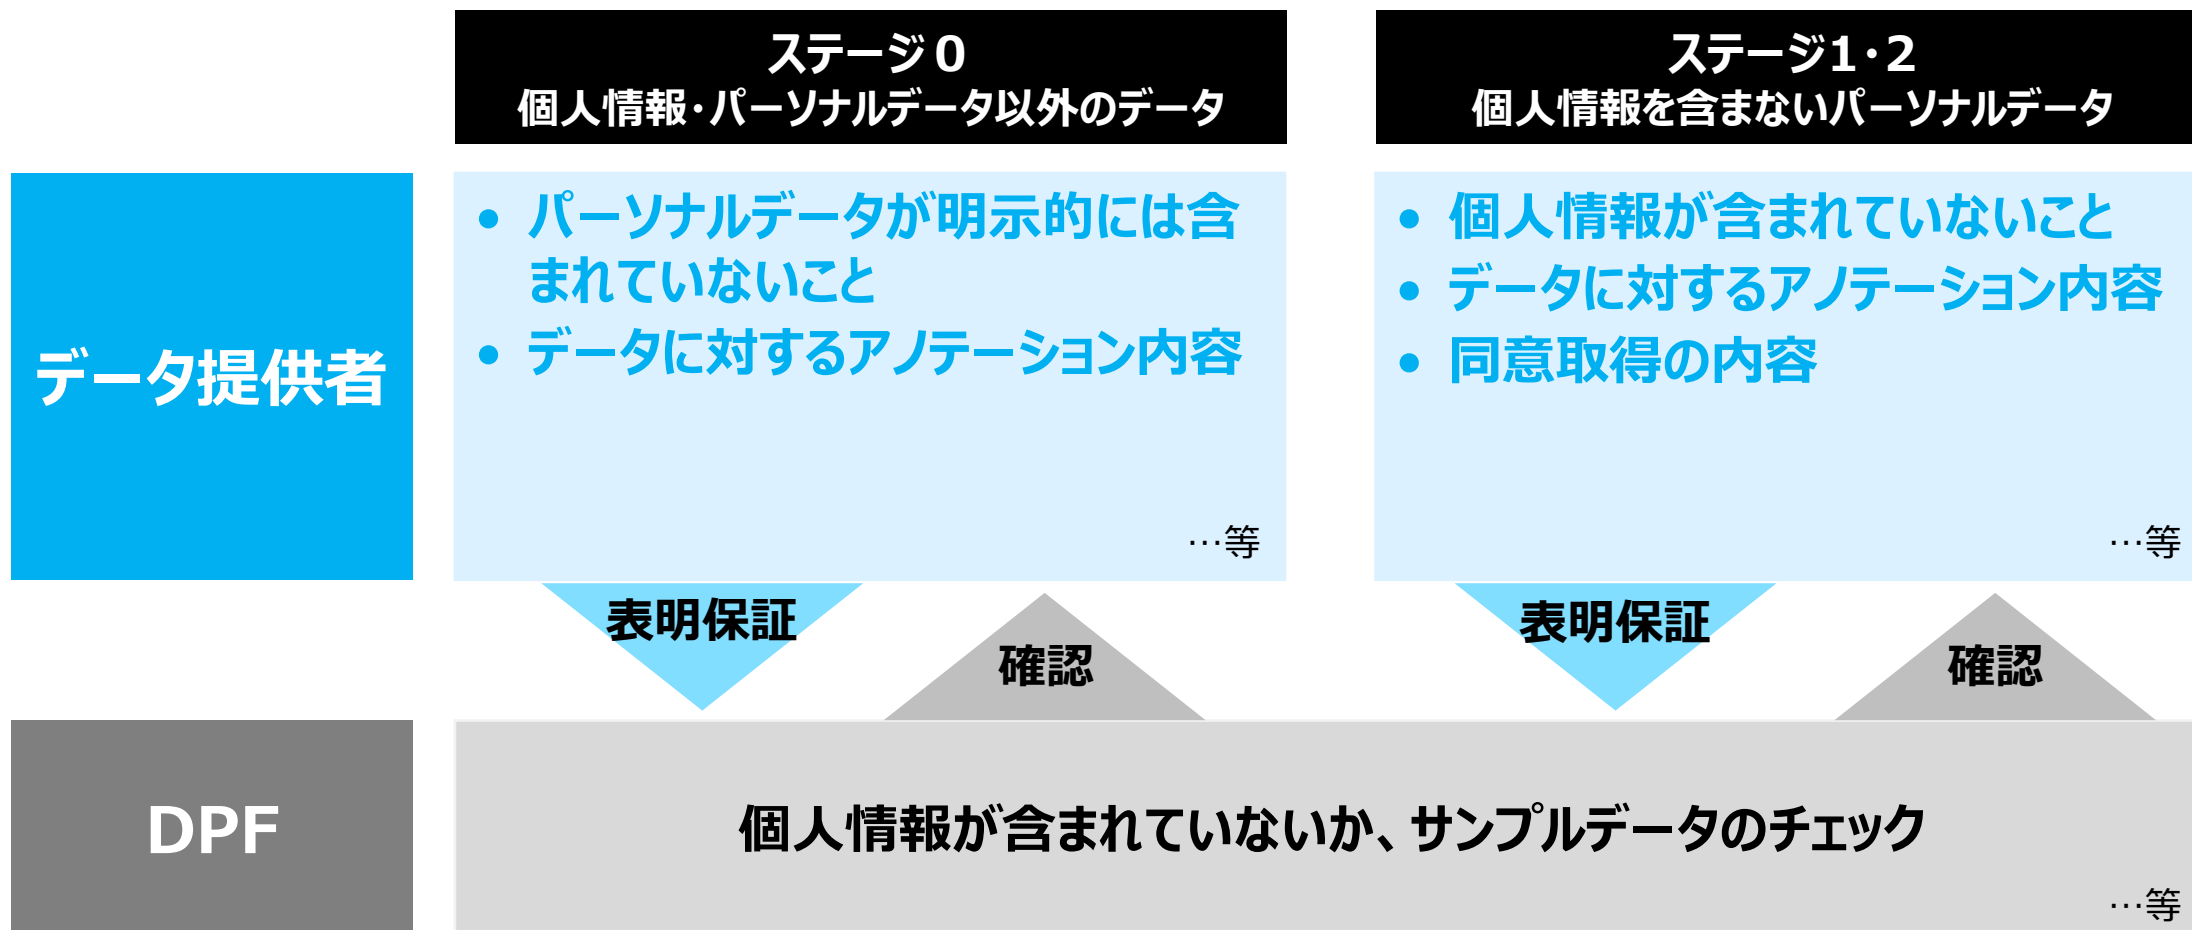 ステージ0
個人情報・パーソナルデータ以外のデータ
ステージ1・2
個人情報を含まないパーソナルデータ
データ提供者
• パーソナルデータが明示的には含
まれていないこと
• データに対するアノテーション内容
…等
• 個人情報が含まれていないこと
• データに対するアノテーション内容
• 同意取得の内容
…等
表明保証
確認
表明保証
確認
DPF
個人情報が含まれていないか、サンプルデータのチェック
…等